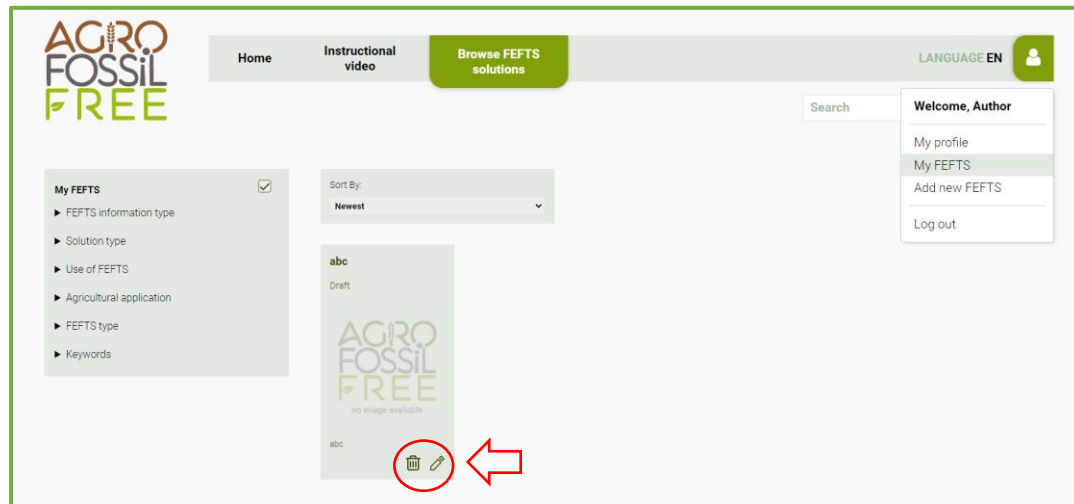 AGRO
FOSSIL
FREE
Home
Instructional
video
Browse FEFTS
solutions
LANGUAGE EN
Search
Welcome, Author
My profile
My FEFTS
Add new FEFTS
Log out
My FEFTS
FEFTS information type
Solution type
Use of FEFTS
Agricultural application
FEFTS type
Keywords
Sort By:
Newest
abc
Draft
AGRO
FOSSIL
FREE
no image available
abc